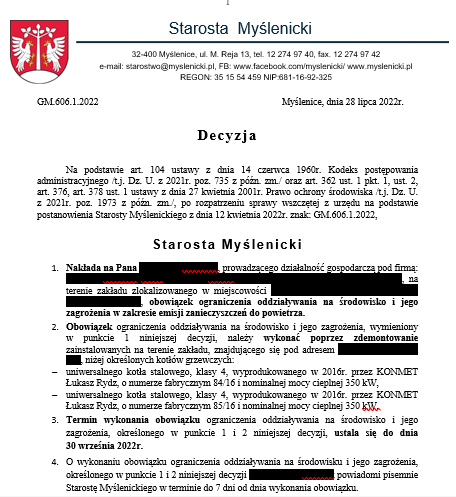 1
Starosta Myślenicki
32-400 Myślenice, ul. M. Reja 13, tel. 12 274 97 40, fax. 12 274 97 42
e-mail: starostwo@myslenicki.pl, FB: www.facebook.com/myslenicki/ www.myslenicki.pl
REGON: 35 15 54 459 NIP:681-16-92-325
GM.606.1.2022 Myślenice, dnia 28 lipca 2022r.
Decyzja
Na podstawie art. 104 ustawy z dnia 14 czerwca 1960r. Kodeks postępowania
administracyjnego /t.j. Dz. U. z 2021r. poz. 735 z późn. zm./ oraz art. 362 ust. 1 pkt. 1, ust. 2,
art. 376, art. 378 ust. 1 ustawy z dnia 27 kwietnia 2001r. Prawo ochrony środowiska /t.j. Dz. U.
z 2021r. poz. 1973 z późn. zm./, po rozpatrzeniu sprawy wszczętej z urzędu na podstawie
postanowienia Starosty Myślenickiego z dnia 12 kwietnia 2022r. znak: GM.606.1.2022,
Starosta Myślenicki
1. Nakłada na Pana , prowadzącego działalność gospodarczą pod firmą:
, na
terenie zakładu zlokalizowanego w miejscowości
, obowiązek ograniczenia oddziaływania na środowisko i jego
zagrożenia w zakresie emisji zanieczyszczeń do powietrza.
2. Obowiązek ograniczenia oddziaływania na środowisko i jego zagrożenia, wymieniony
w punkcie 1 niniejszej decyzji, należy wykonać poprzez zdemontowanie
zainstalowanych na terenie zakładu, znajdującego się pod adresem
, niżej określonych kotłów grzewczych:
– uniwersalnego kotła stalowego, klasy 4, wyprodukowanego w 2016r. przez KONMET
Łukasz Rydz, o numerze fabrycznym 84/16 i nominalnej mocy cieplnej 350 kW,
– uniwersalnego kotła stalowego, klasy 4, wyprodukowanego w 2016r. przez KONMET
Łukasz Rydz, o numerze fabrycznym 85/16 i nominalnej mocy cieplnej 350 kW.
3. Termin wykonania obowiązku ograniczenia oddziaływania na środowisko i jego
zagrożenia, określonego w punkcie 1 i 2 niniejszej decyzji, ustala się do dnia
30 września 2022r.
4. O wykonaniu obowiązku ograniczenia oddziaływania na środowisko i jego zagrożenia,
określonego w punkcie 1 i 2 niniejszej decyzji powiadomi pisemnie
Starostę Myślenickiego w terminie do 7 dni od dnia wykonania obowiązku.